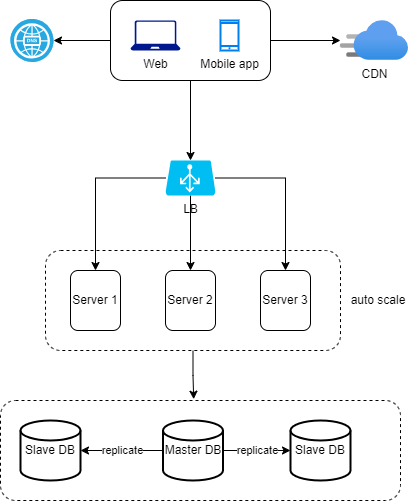 DNS
Web
Mobile app
CDN
LB
Server 1
Server 2
Server 3
auto scale
Slave DB
replicate
Master DB
replicate
Slave DB